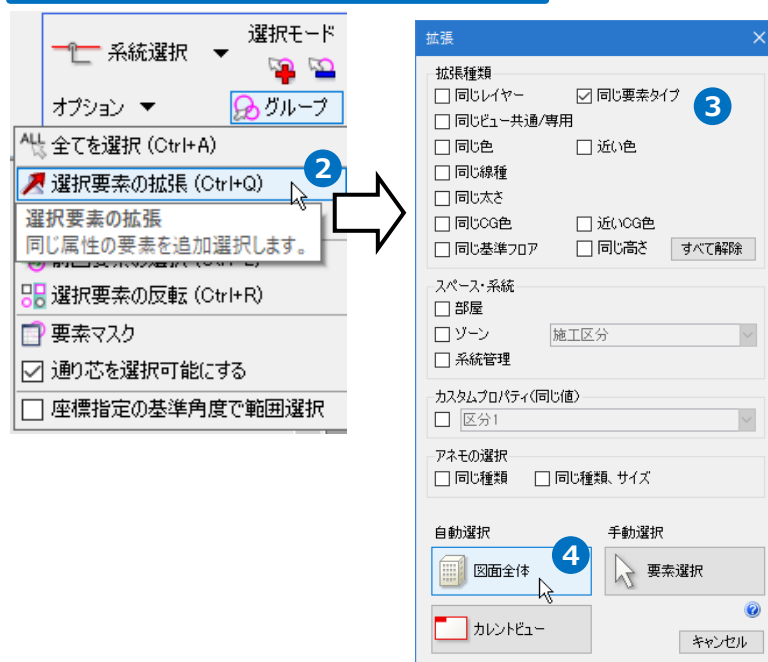 系統選択
選択モード
オプション
グループ
ALL 全てを選択 (Ctrl+A)
選択要素の拡張 (Ctrl+Q)
2
選択要素の拡張
同じ属性の要素を追加選択します。
選択要素の反転 (Ctrl+R)
要素マスク
通り芯を選択可能にする
座標指定の基準角度で範囲選択
拡張
拡張種類
同じレイヤー 同じ要素タイプ
3
同じビュー共通/専用
同じ色 近い色
同じ線種
同じ太さ
同じCG色 近いCG色
同じ基準フロア 同じ高さ すべて解除
スペース・系統
部屋
ゾーン 施工区分
系統管理
カスタムプロパティ(同じ値)
区分1
アネモの選択
同じ種類 同じ種類、サイズ
自動選択 手動選択
図面全体 4 要素選択
カレントビュー
キャンセル